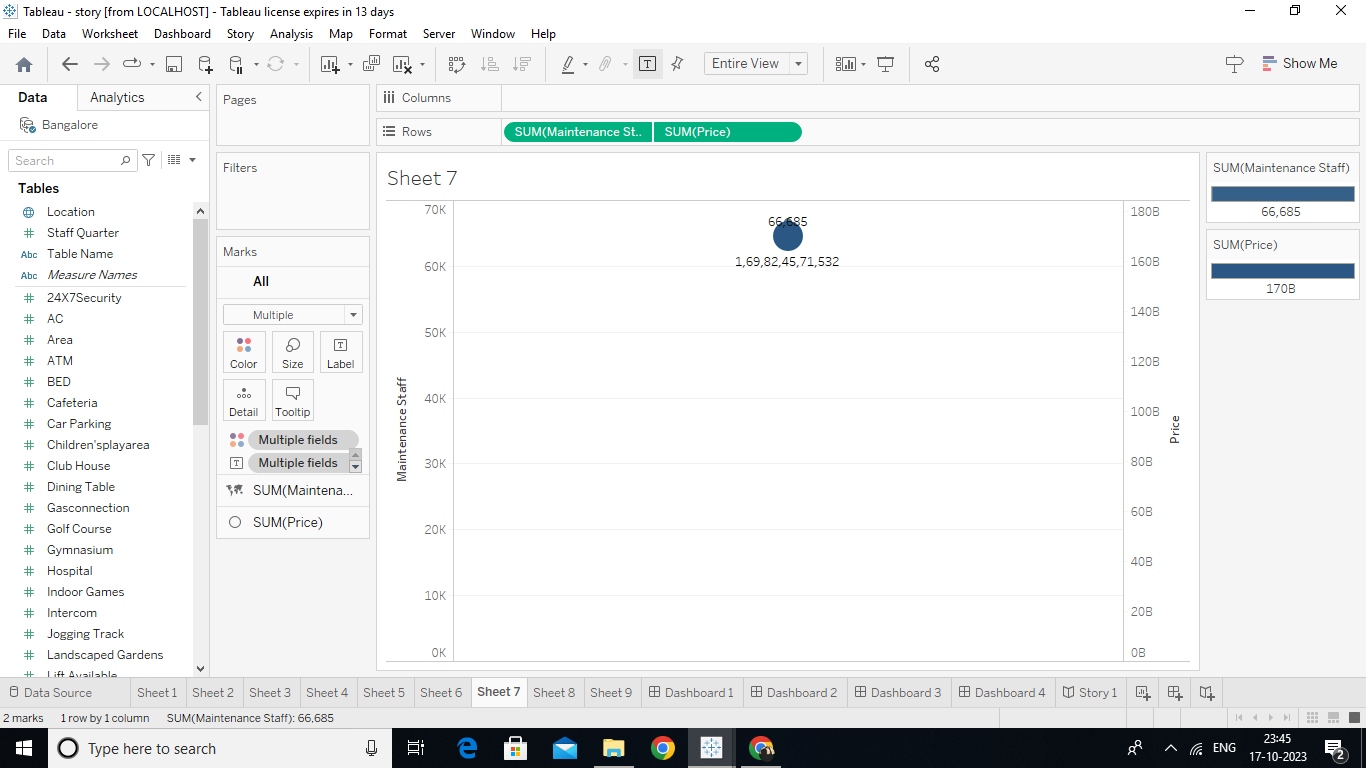 Tableau - story [from LOCALHOST] - Tableau license expires in 13 days
File Data Worksheet Dashboard Story Analysis Map Format Server Window Help
Entire View
Show Me
Data Analytics
Bangalore
Search
Tables
Location
Staff Quarter
Abc Table Name
Abc Measure Names
24X7Security
AC
Area
ATM
BED
Cafeteria
Car Parking
Children'splayarea
Club House
Dining Table
Gasconnection
Golf Course
Gymnasium
Hospital
Indoor Games
Intercom
Jogging Track
Landscaped Gardens
Lift Available
Pages
Filters
Marks
All
Multiple
Color Size Label
Detail Tooltip
Multiple fields
Multiple fields
SUM(Maintena...
SUM(Price)
Columns
Rows SUM(Maintenance St.. SUM(Price)
Sheet 7
70K
60K
50K
40K
30K
20K
10K
0K
Maintenance Staff
66,685
1,69,82,45,71,532
180B
160B
140B
120B
100B
80B
60B
40B
20B
0B
Price
SUM(Maintenance Staff)
66,685
SUM(Price)
170B
Data Source Sheet 1 Sheet 2 Sheet 3 Sheet 4 Sheet 5 Sheet 6 Sheet 7 Sheet 8 Sheet 9 Dashboard 1 Dashboard 2 Dashboard 3 Dashboard 4 Story 1
2 marks 1 row by 1 column SUM(Maintenance Staff): 66,685
Type here to search
ENG
23:45
17-10-2023
2